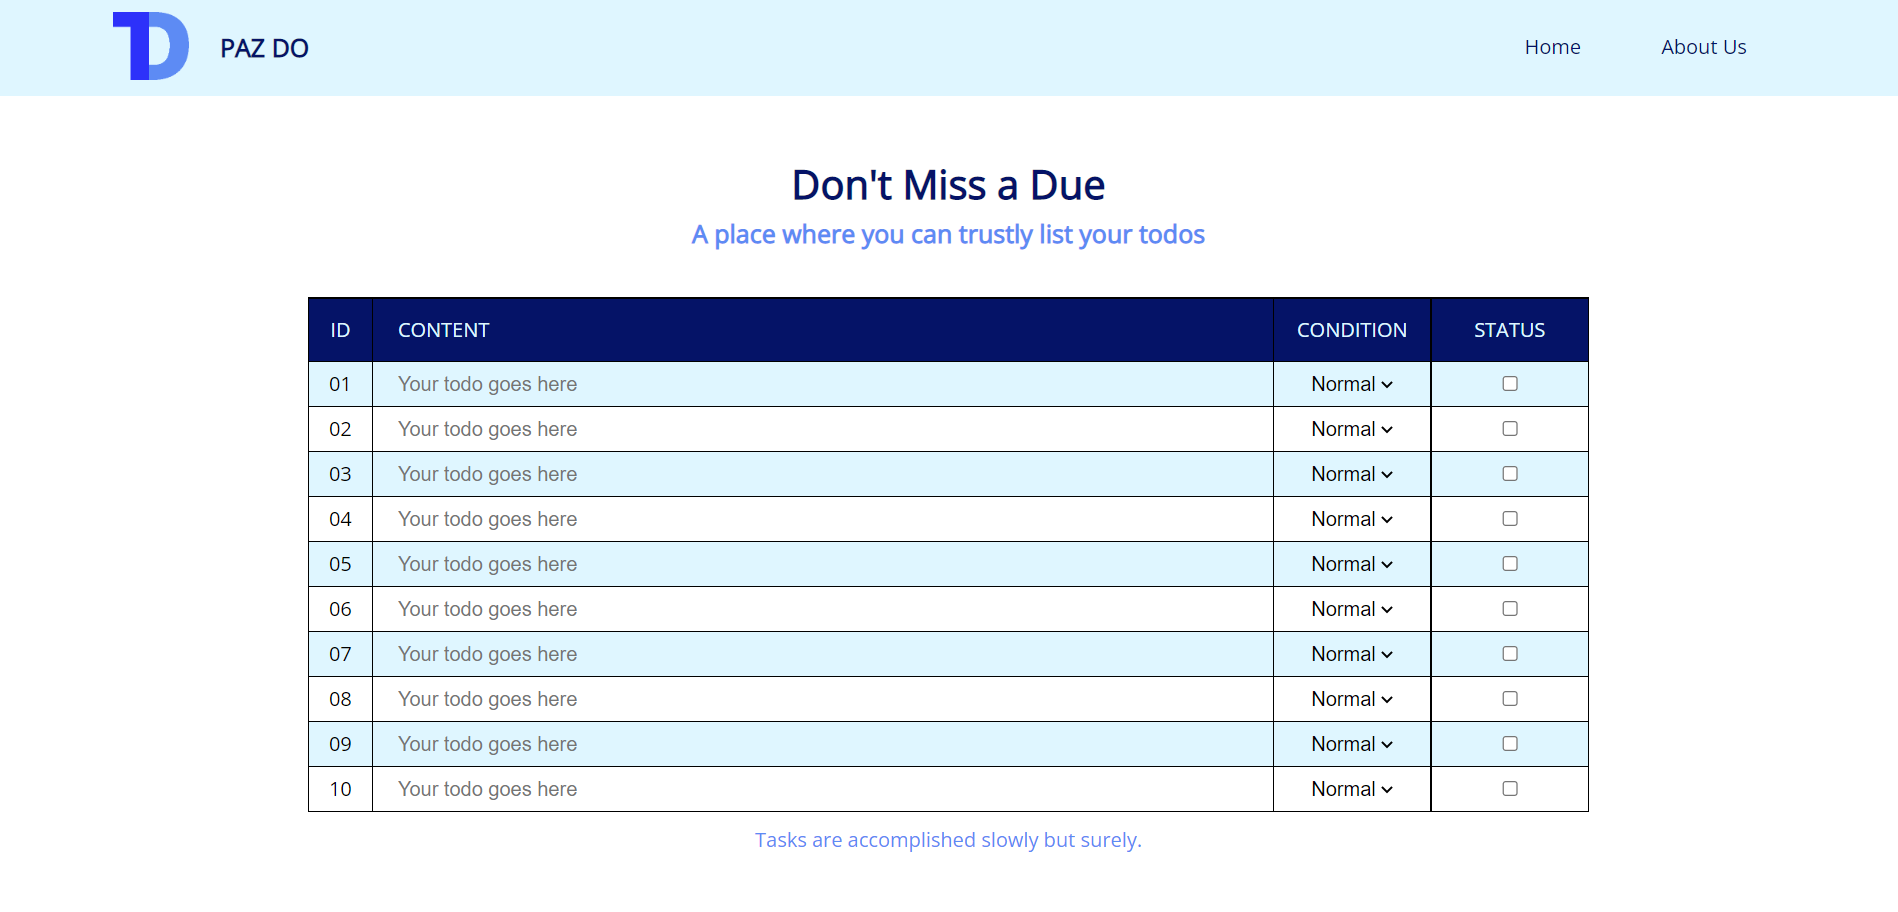 TD PAZ DO Home About Us
Don't Miss a Due
A place where you can trustly list your todos
ID CONTENT CONDITION STATUS
01 Your todo goes here Normal
02 Your todo goes here Normal
03 Your todo goes here Normal
04 Your todo goes here Normal
05 Your todo goes here Normal
06 Your todo goes here Normal
07 Your todo goes here Normal
08 Your todo goes here Normal
09 Your todo goes here Normal
10 Your todo goes here Normal
Tasks are accomplished slowly but surely.